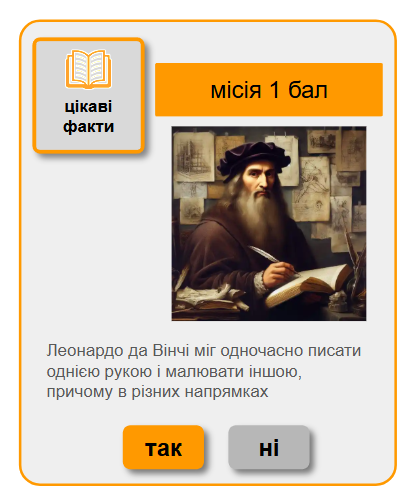 цікаві
факти
місія 1 бал
Леонардо да Вінчі міг одночасно писати
однією рукою і малювати іншою,
причому в різних напрямках
так
ні